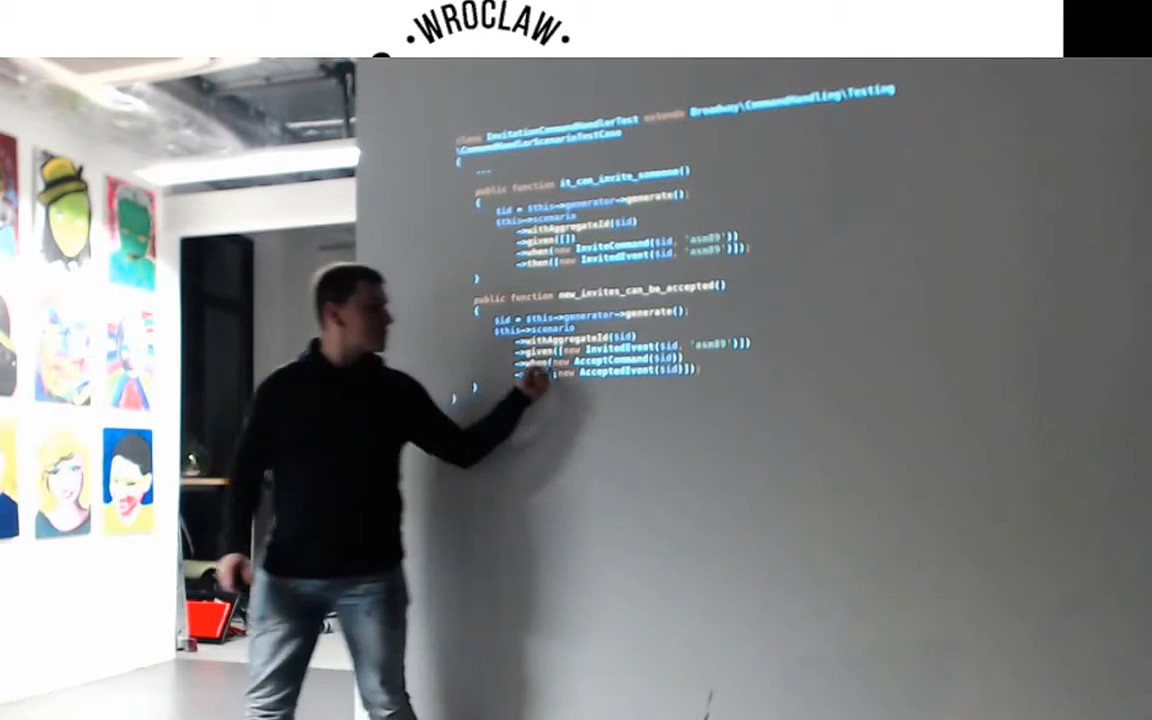 • WROCLAW •
class InvitationCommandHandlerTest extends Broadway\CommandHandling\Testing
\CommandHandlerScenarioTestCase
{
...
public function it_can_invite_someone()
{
$id = $this->generator->generate();
$this->scenario
->withAggregateId($id)
->given([])
->when(new InviteCommand($id, 'asm89'))
->then([new InvitedEvent($id, 'asm89')]);
}
public function new_invites_can_be_accepted()
{
$id = $this->generator->generate();
$this->scenario
->withAggregateId($id)
->given([new InvitedEvent($id, 'asm89')])
->when(new AcceptCommand($id))
new AcceptedEvent($id)]);
}
}